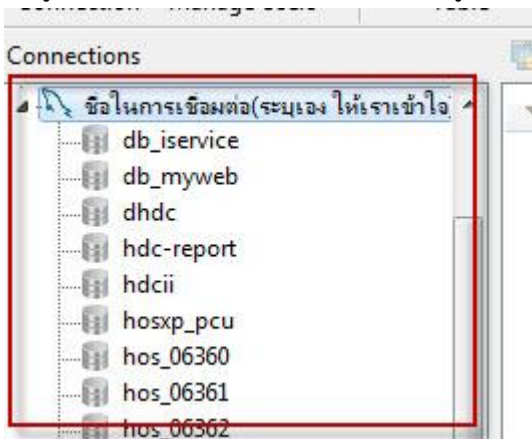 Connections
ชื่อในการเชื่อมต่อ(ระบุเอง ให้เราเข้าใจ
db_iservice
db_myweb
dhdc
hdc-report
hdcii
hosxp_pcu
hos_06360
hos_06361
hos_06362